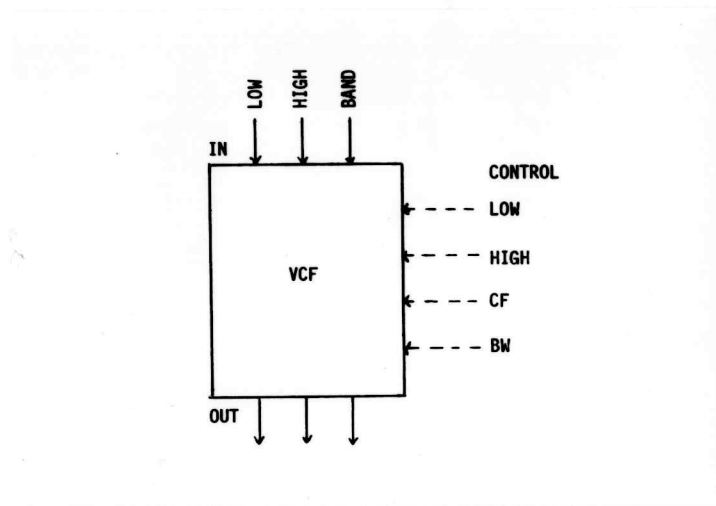 LOW
HIGH
BAND
IN
CONTROL
LOW
HIGH
VCF
CF
BW
OUT